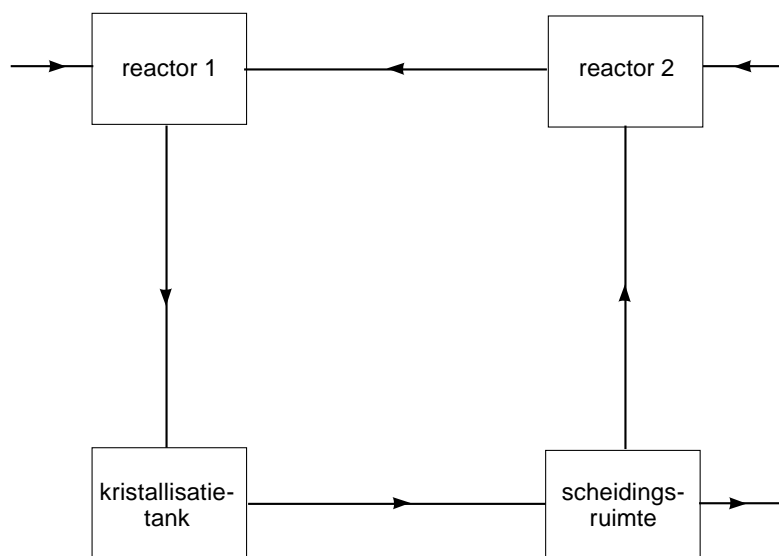 reactor 1
reactor 2
kristallisatie-
tank
scheidings-
ruimte